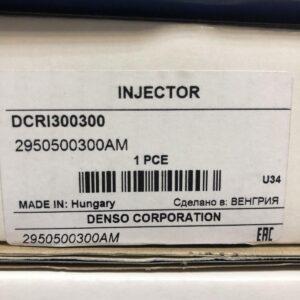 INJECTOR
DCRI300300
2950500300AM
1 PCE
U34
MADE IN: Hungary Сделано в: ВЕНГРИЯ
DENSO CORPORATION
2950500300AM EAC